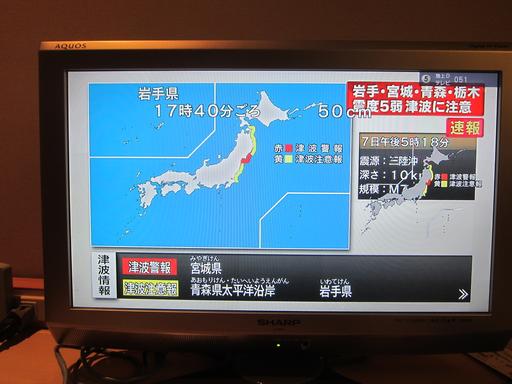 AQUOS
地上D
テレビ 051
岩手・宮城・青森・栃木
震度5弱 津波に注意
速報
岩手県
17時40分ごろ 50cm
赤 津波警報
黄 津波注意報
7日午後5時18分
震源:三陸沖
深さ:10km
規模:M7
赤 津波警報
黄 津波注意報
津波情報
津波警報
みやぎけん
宮城県
津波注意報
あおもりけん・たいへいようえんがん
青森県太平洋沿岸
いわてけん
岩手県
SHARP